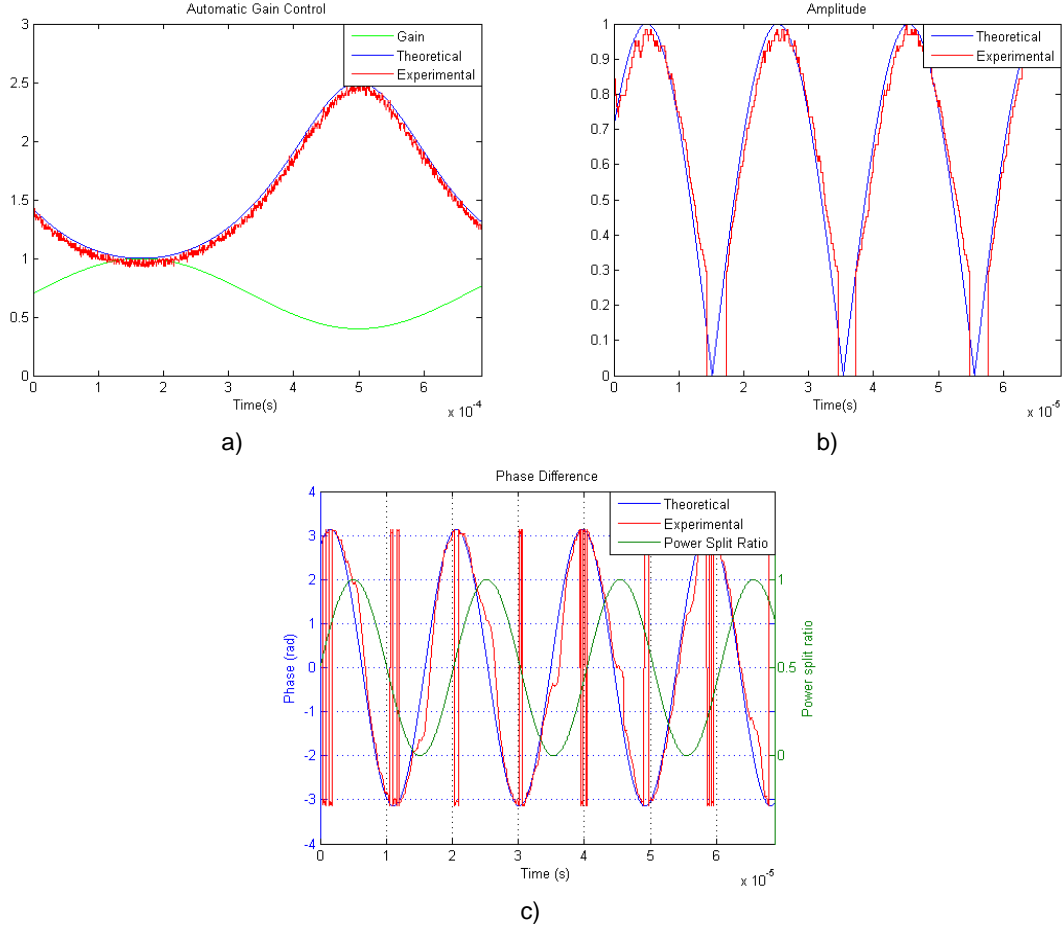 Automatic Gain Control
3
2.5
2
1.5
1
0.5
0
0 1 2 3 4 5 6
Time(s)
x 10-4
Gain
Theoretical
Experimental
a)
Amplitude
1
0.9
0.8
0.7
0.6
0.5
0.4
0.3
0.2
0.1
0
0 1 2 3 4 5 6
Time(s)
x 10-5
Theoretical
Experimental
b)
Phase Difference
4
3
2
1
0
-1
-2
-3
-4
Phase (rad)
0 1 2 3 4 5 6
Time (s)
x 10-5
Theoretical
Experimental
Power Split Ratio
1
0.5
0
Power split ratio
c)